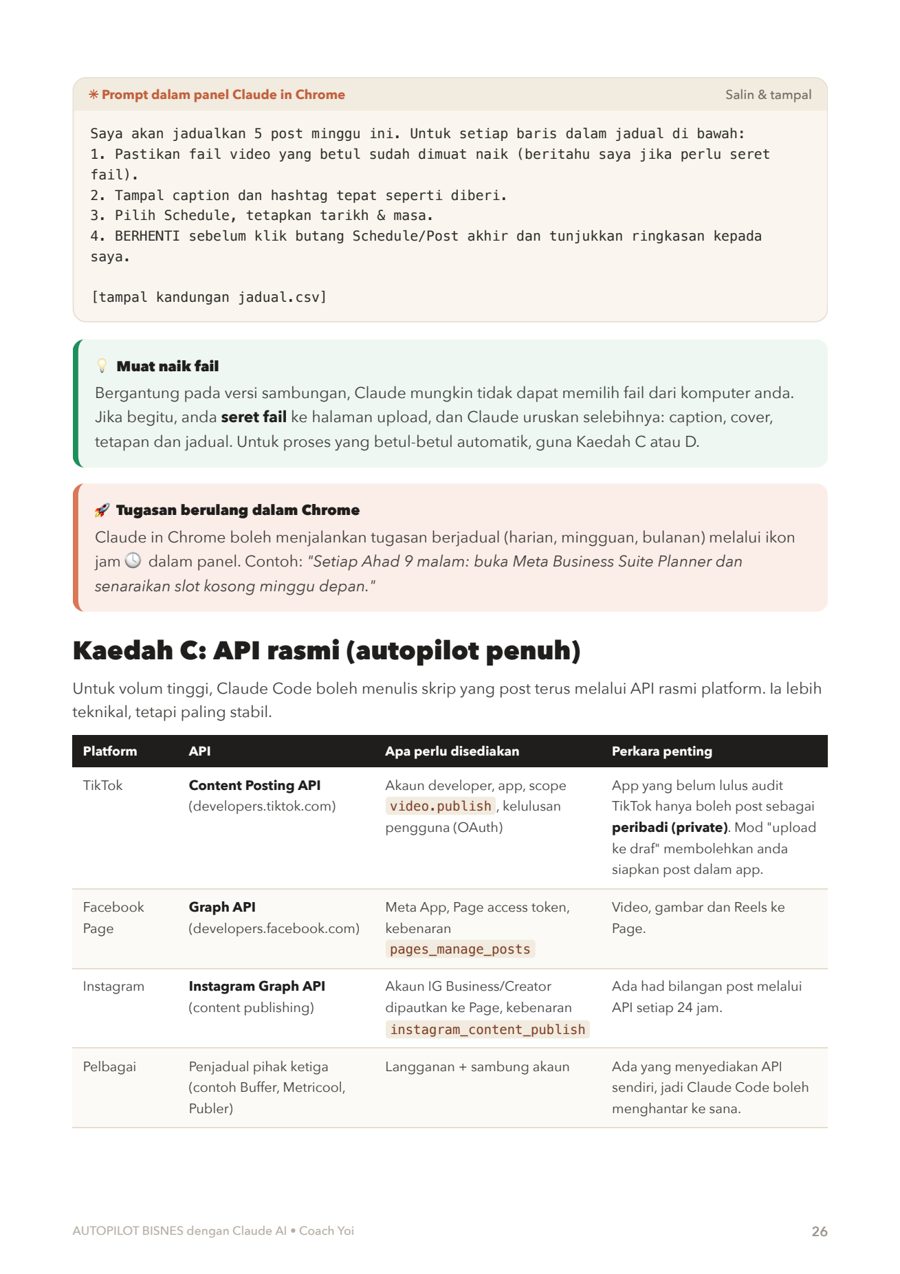 ✳ Prompt dalam panel Claude in Chrome
Salin & tampal
Saya akan jadualkan 5 post minggu ini. Untuk setiap baris dalam jadual di bawah:
1. Pastikan fail video yang betul sudah dimuat naik (beritahu saya jika perlu seret
fail).
2. Tampal caption dan hashtag tepat seperti diberi.
3. Pilih Schedule, tetapkan tarikh & masa.
4. BERHENTI sebelum klik butang Schedule/Post akhir dan tunjukkan ringkasan kepada
saya.
[tampal kandungan jadual.csv]
💡 Muat naik fail
Bergantung pada versi sambungan, Claude mungkin tidak dapat memilih fail dari komputer anda.
Jika begitu, anda seret fail ke halaman upload, dan Claude uruskan selebihnya: caption, cover,
tetapan dan jadual. Untuk proses yang betul-betul automatik, guna Kaedah C atau D.
🚀 Tugasan berulang dalam Chrome
Claude in Chrome boleh menjalankan tugasan berjadual (harian, mingguan, bulanan) melalui ikon
jam 🕓 dalam panel. Contoh: "Setiap Ahad 9 malam: buka Meta Business Suite Planner dan
senaraikan slot kosong minggu depan."
Kaedah C: API rasmi (autopilot penuh)
Untuk volum tinggi, Claude Code boleh menulis skrip yang post terus melalui API rasmi platform. Ia lebih
teknikal, tetapi paling stabil.
Platform
API
Apa perlu disediakan
Perkara penting
TikTok
Content Posting API
(developers.tiktok.com)
Akaun developer, app, scope
video.publish, kelulusan
pengguna (OAuth)
App yang belum lulus audit
TikTok hanya boleh post sebagai
peribadi (private). Mod "upload
ke draf" membolehkan anda
siapkan post dalam app.
Facebook
Page
Graph API
(developers.facebook.com)
Meta App, Page access token,
kebenaran
pages_manage_posts
Video, gambar dan Reels ke
Page.
Instagram
Instagram Graph API
(content publishing)
Akaun IG Business/Creator
dipautkan ke Page, kebenaran
instagram_content_publish
Ada had bilangan post melalui
API setiap 24 jam.
Pelbagai
Penjadual pihak ketiga
(contoh Buffer, Metricool,
Publer)
Langganan + sambung akaun
Ada yang menyediakan API
sendiri, jadi Claude Code boleh
menghantar ke sana.
AUTOPILOT BISNES dengan Claude AI • Coach Yoi
26